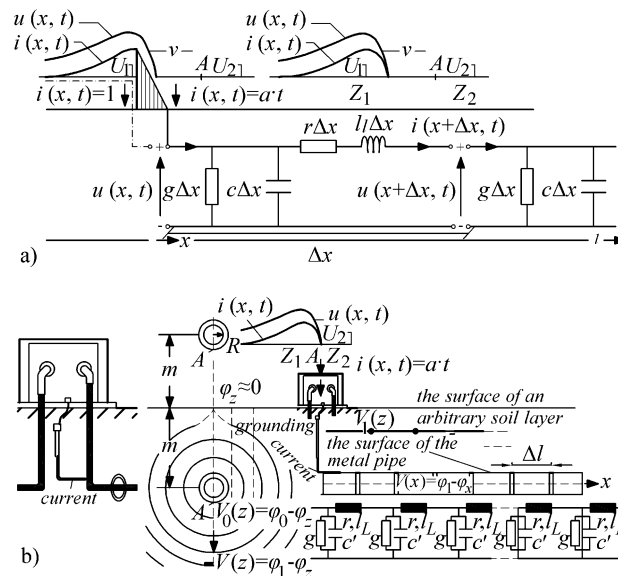 u (x, t)
i (x, t)
v
U1 A U2
i (x, t)=1 i (x, t)=a·t
u (x, t)
i (x, t)
v
U1 A U2
Z1 Z2
rΔx l_lΔx i(x+Δx, t)
u (x, t) gΔx cΔx u(x+Δx, t) gΔx cΔx
x Δx l
a)
i (x, t) u (x, t)
A R U2
Z1 A Z2 i (x, t)=a·t
m
φz≈0
the surface of an
arbitrary soil layer
V(z)
grounding
the surface of the
metal pipe
Δl
m
current
current
V(x)=φ1-φx x
A V0(z)=φ0-φz
r,lL r,lL r,lL r,lL r,lL
g c' g c' g c' g c' g c'
V(z)=φ1-φz
b)